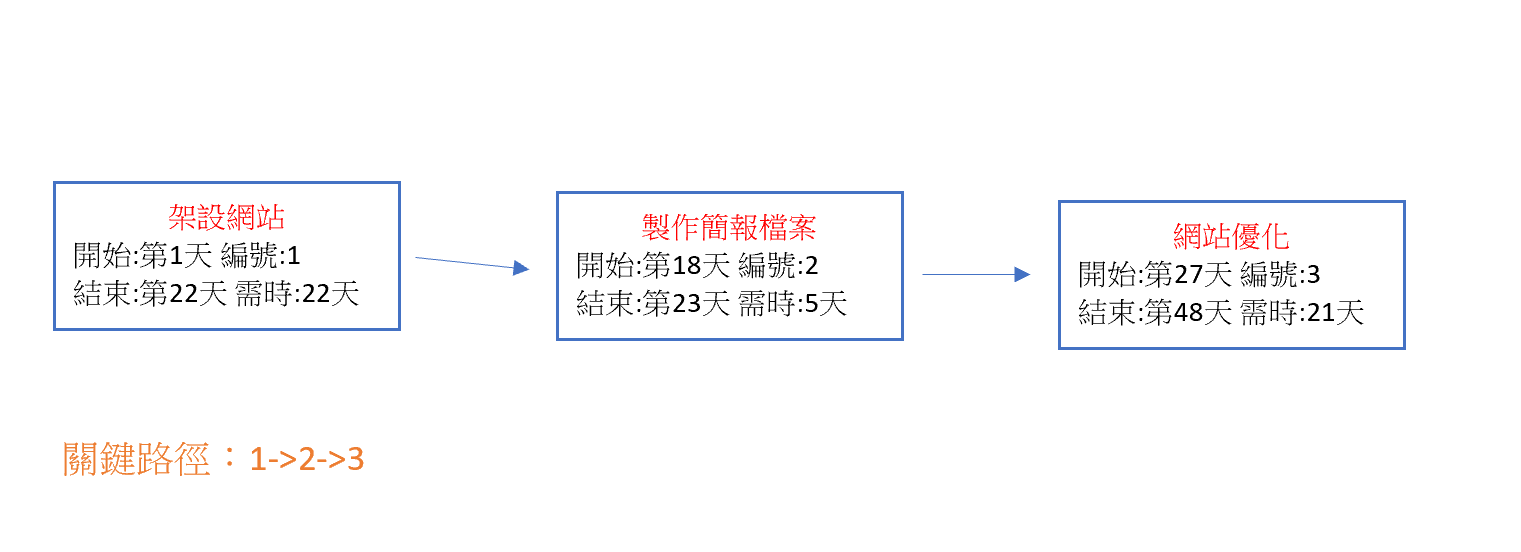 架設網站
開始:第1天 編號:1
結束:第22天 需時:22天
製作簡報檔案
開始:第18天 編號:2
結束:第23天 需時:5天
網站優化
開始:第27天 編號:3
結束:第48天 需時:21天
關鍵路徑：1->2->3